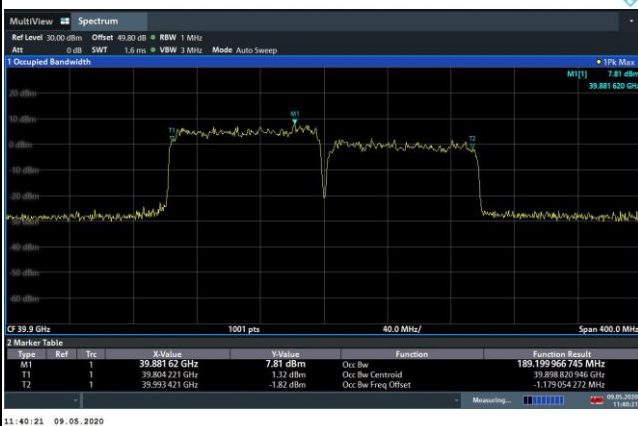 MultiView Spectrum
Ref Level 30.00 dBm Offset 49.80 dB RBW 1 MHz
Att 0 dB SWT 1.6 ms VBW 3 MHz Mode Auto Sweep
1 Occupied Bandwidth 1Pk Max
M1[1] 7.81 dBm
39.881 620 GHz
20 dBm
10 dBm
M1
T1
T2
0 dBm
-10 dBm
-20 dBm
-30 dBm
-40 dBm
-50 dBm
-60 dBm
CF 39.9 GHz 1001 pts 40.0 MHz/ Span 400.0 MHz
2 Marker Table
Type Ref Trc X-Value Y-Value Function Function Result
M1 1 39.881 62 GHz 7.81 dBm Occ Bw 189.199 966 745 MHz
T1 1 39.804 221 GHz 1.32 dBm Occ Bw Centroid 39.898 820 946 GHz
T2 1 39.993 421 GHz -1.82 dBm Occ Bw Freq Offset -1.179 054 272 MHz
Measuring... 09.05.2020
11:40:21
11:40:21 09.05.2020